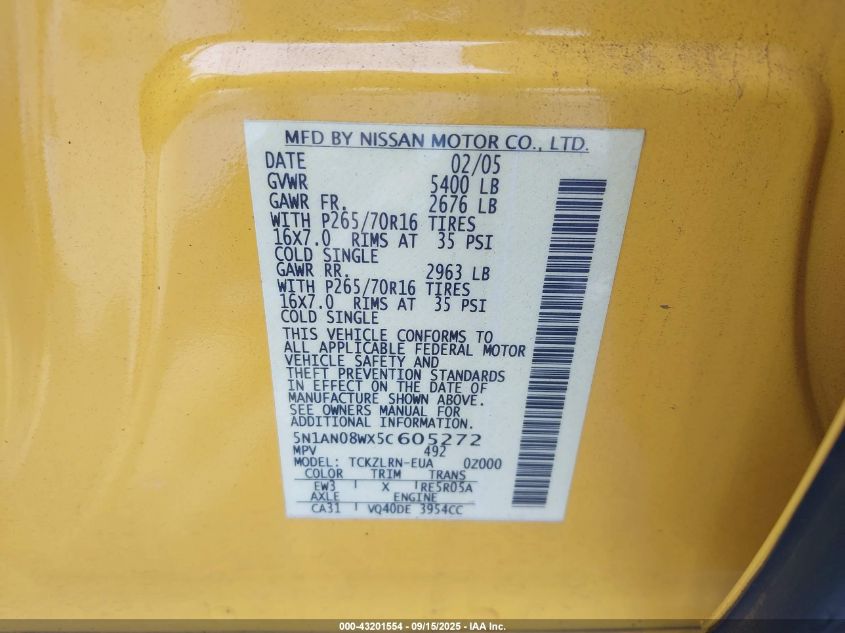 MFD BY NISSAN MOTOR CO., LTD.
DATE 02/05
GVWR 5400 LB
GAWR FR. 2676 LB
WITH P265/70R16 TIRES
16X7.0 RIMS AT 35 PSI
COLD SINGLE
GAWR RR. 2963 LB
WITH P265/70R16 TIRES
16X7.0 RIMS AT 35 PSI
COLD SINGLE
THIS VEHICLE CONFORMS TO
ALL APPLICABLE FEDERAL MOTOR
VEHICLE SAFETY AND
THEFT PREVENTION STANDARDS
IN EFFECT ON THE DATE OF
MANUFACTURE SHOWN ABOVE.
SEE OWNERS MANUAL FOR
ADDITIONAL INFORMATION.
5N1AN08WX5C605272
MPV 492
MODEL: TCKZLRN-EUA 0Z000
COLOR TRIM TRANS
EW3 X RE5R05A
AXLE ENGINE
CA31 VQ40DE 3954CC
000-43201554 - 09/15/2025 - IAA Inc.